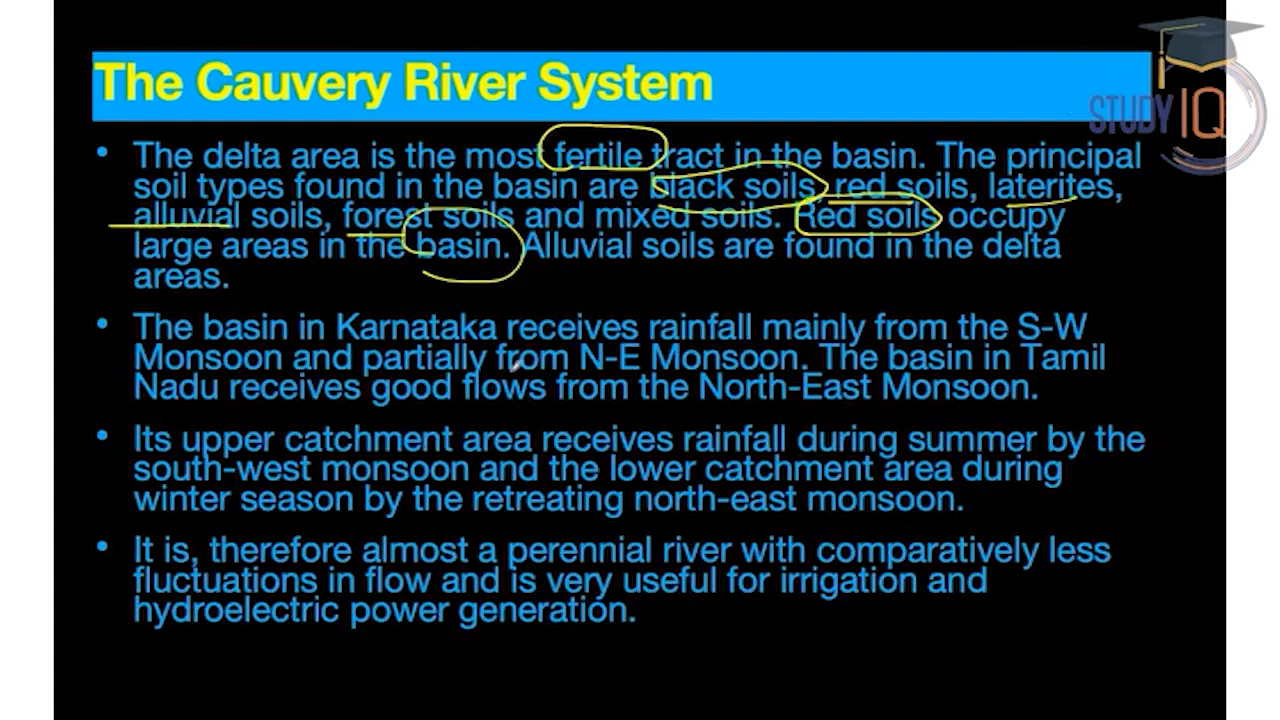 The Cauvery River System
STUDY IQ
• The delta area is the most fertile tract in the basin. The principal
soil types found in the basin are black soils, red soils, laterites,
alluvial soils, forest soils and mixed soils. Red soils occupy
large areas in the basin. Alluvial soils are found in the delta
areas.
• The basin in Karnataka receives rainfall mainly from the S-W
Monsoon and partially from N-E Monsoon. The basin in Tamil
Nadu receives good flows from the North-East Monsoon.
• Its upper catchment area receives rainfall during summer by the
south-west monsoon and the lower catchment area during
winter season by the retreating north-east monsoon.
• It is, therefore almost a perennial river with comparatively less
fluctuations in flow and is very useful for irrigation and
hydroelectric power generation.